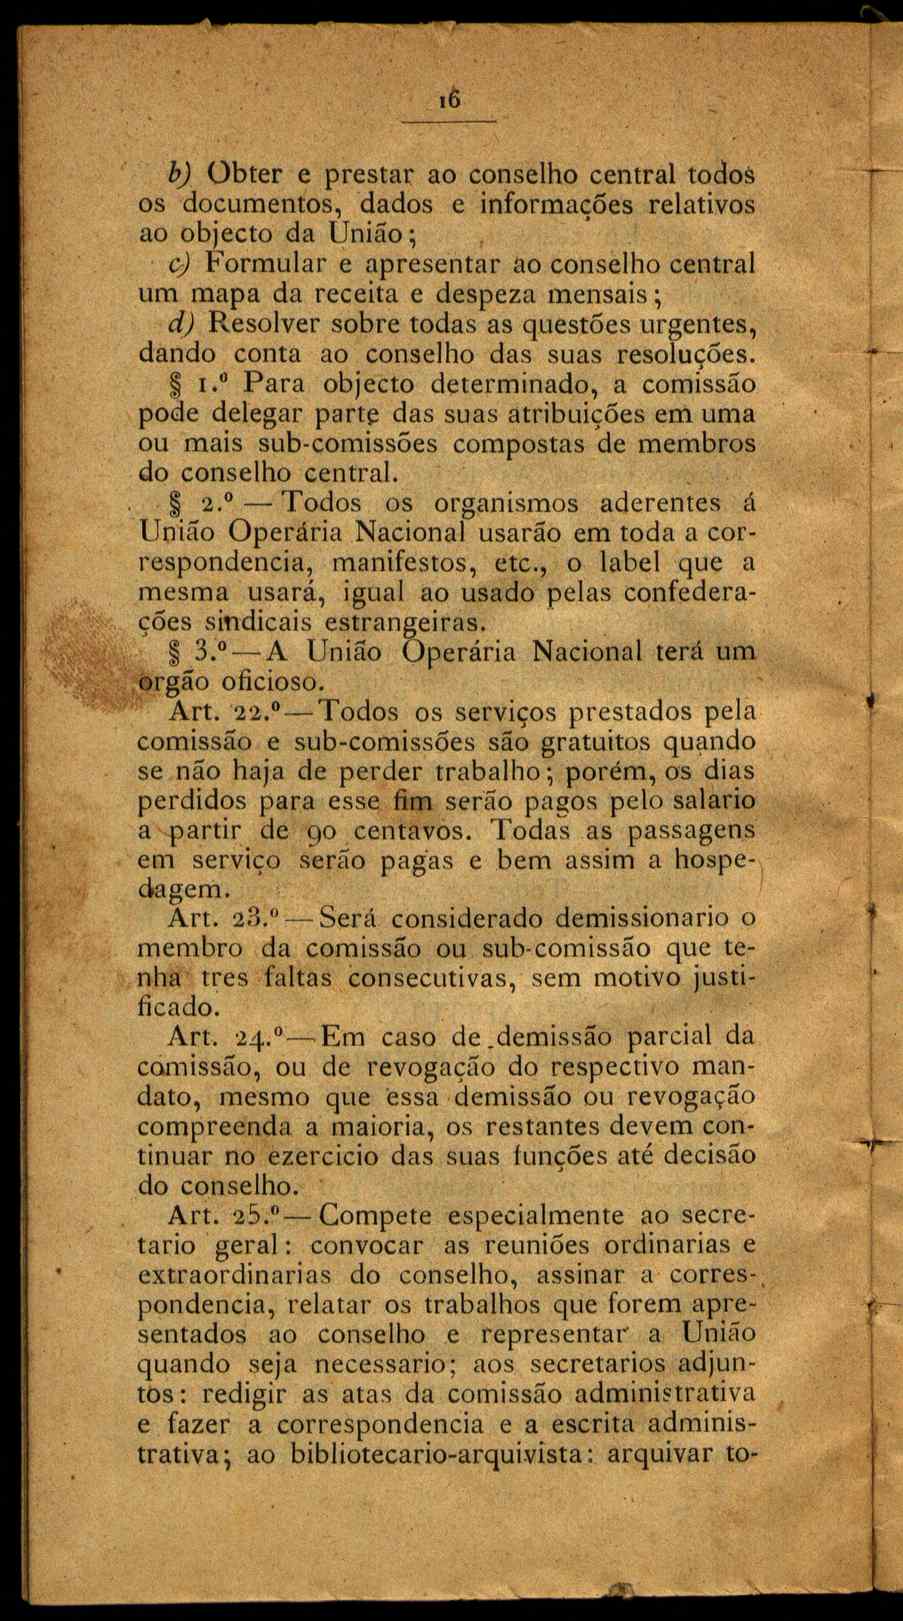 16
b) Obter e prestar ao conselho central todos
os documentos, dados e informações relativos
ao objecto da União;
c) Formular e apresentar ao conselho central
um mapa da receita e despeza mensais;
d) Resolver sobre todas as questões urgentes,
dando conta ao conselho das suas resoluções.
§ 1.º Para objecto determinado, a comissão
pode delegar parte das suas atribuições em uma
ou mais sub-comissões compostas de membros
do conselho central.
§ 2.º — Todos os organismos aderentes á
União Operária Nacional usarão em toda a cor-
respondencia, manifestos, etc., o label que a
mesma usará, igual ao usado pelas confedera-
ções sindicais estrangeiras.
§ 3.º — A União Operária Nacional terá um
orgão oficioso.
Art. 22.º — Todos os serviços prestados pela
comissão e sub-comissões são gratuitos quando
se não haja de perder trabalho; porém, os dias
perdidos para esse fim serão pagos pelo salario
a partir de 90 centavos. Todas as passagens
em serviço serão pagas e bem assim a hospe-
dagem.
Art. 23.º — Será considerado demissionario o
membro da comissão ou sub-comissão que te-
nha tres faltas consecutivas, sem motivo justi-
ficado.
Art. 24.º — Em caso de demissão parcial da
comissão, ou de revogação do respectivo man-
dato, mesmo que essa demissão ou revogação
compreenda a maioria, os restantes devem con-
tinuar no ezercicio das suas funções até decisão
do conselho.
Art. 25.º — Compete especialmente ao secre-
tario geral: convocar as reuniões ordinarias e
extraordinarias do conselho, assinar a corres-
pondencia, relatar os trabalhos que forem apre-
sentados ao conselho e representar a União
quando seja necessario; aos secretarios adjun-
tos: redigir as atas da comissão administrativa
e fazer a correspondencia e a escrita adminis-
trativa; ao bibliotecario-arquivista: arquivar to-